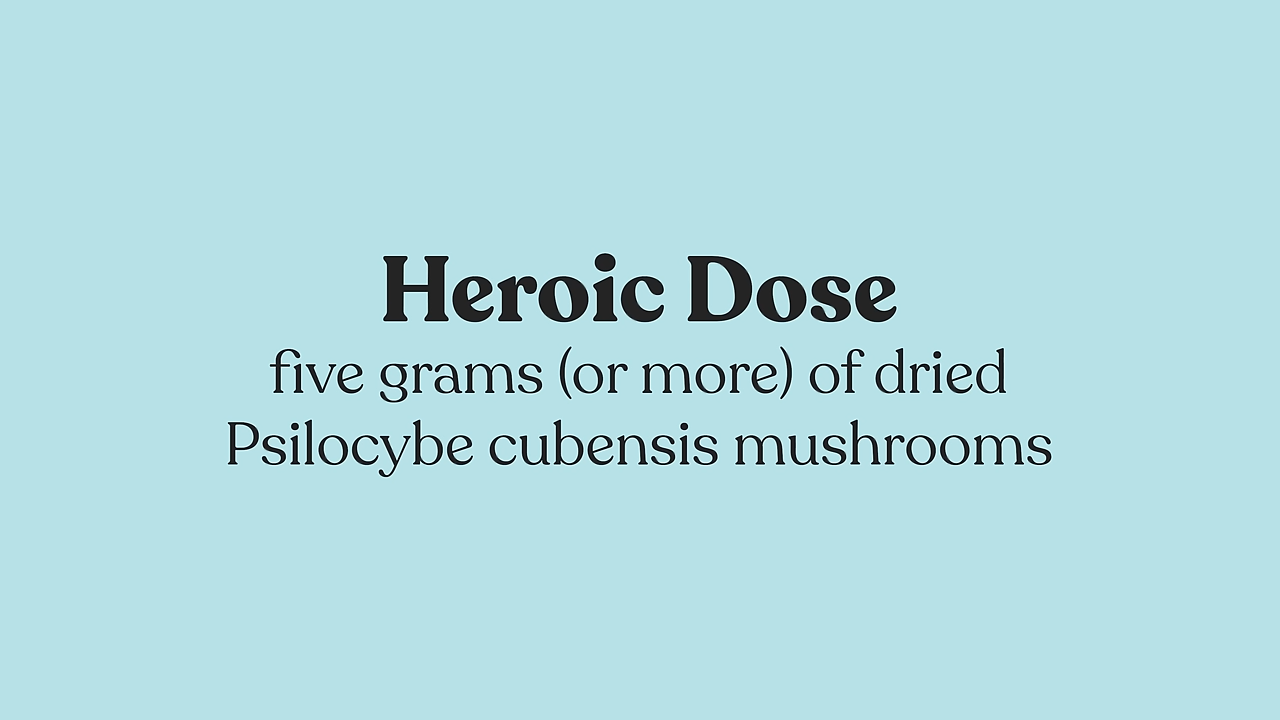 Heroic Dose
five grams (or more) of dried
Psilocybe cubensis mushrooms